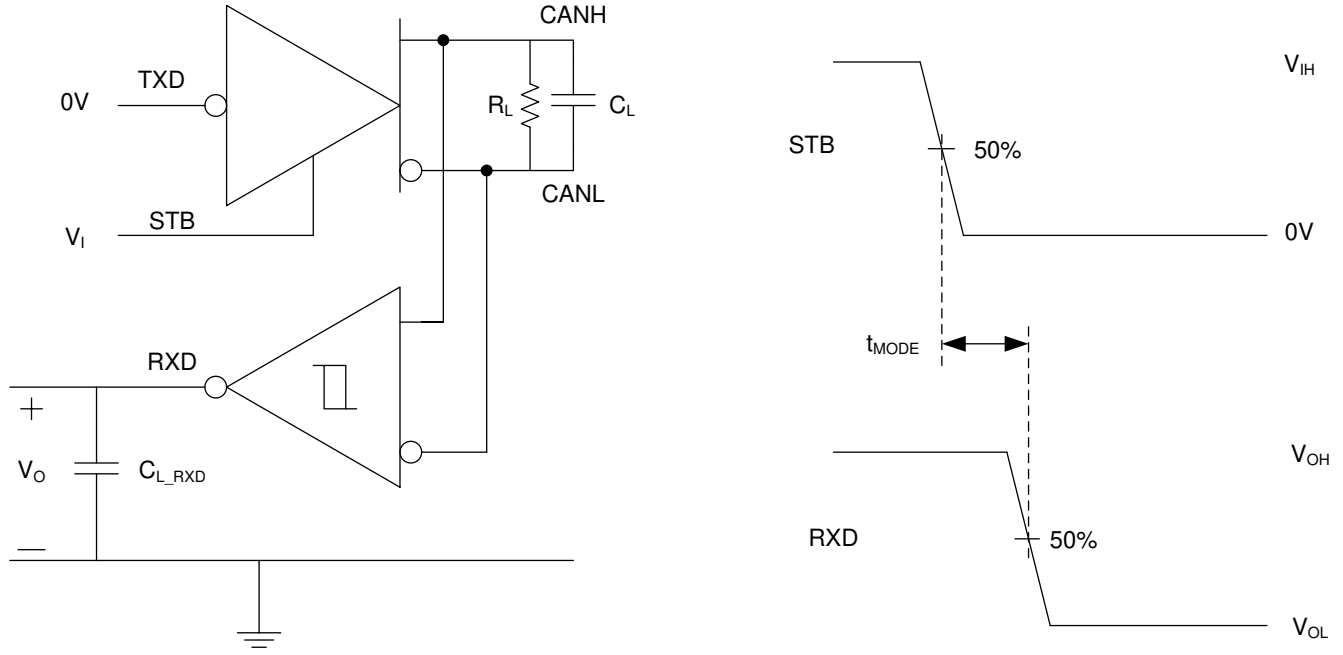 CANH
TXD
0V
R_L
C_L
STB
CANL
V_I
RXD
+
V_O
C_L_RXD
—
V_IH
STB
50%
0V
t_MODE
V_OH
RXD
50%
V_OL